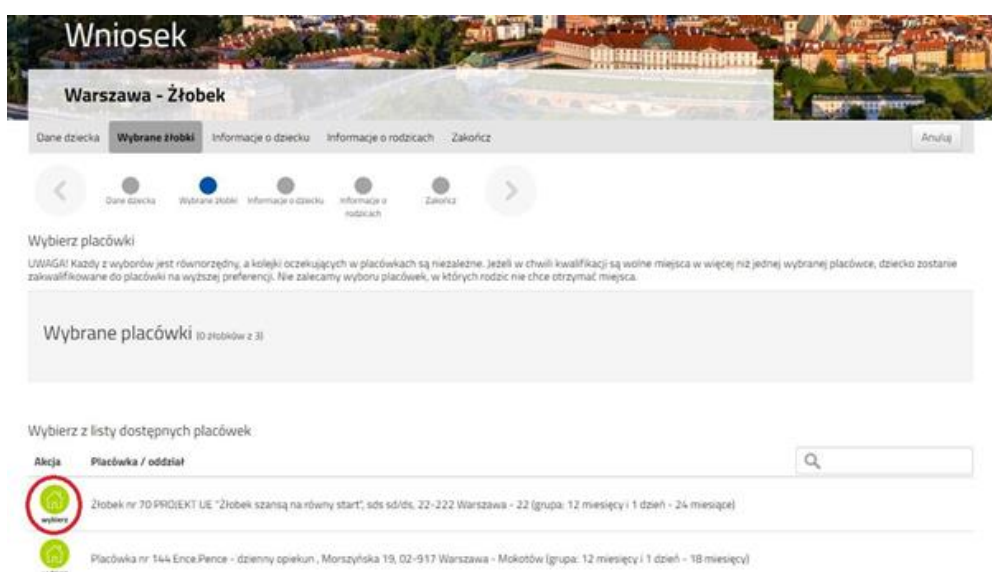 Wniosek
Warszawa - Żłobek
Dane dziecka Wybrane żłobki Informacje o dziecku Informacje o rodzicach Zakończ Anuluj
Dane dziecka Wybrane żłobki Informacje o dziecku Informacje o rodzicach Zakończ
Wybierz placówki
UWAGA! Każdy z wyborów jest równorzędny, a kolejki oczekujących w placówkach są niezależne. Jeżeli w chwili kwalifikacji są wolne miejsca w więcej niż jednej wybranej placówce, dziecko zostanie
zakwalifikowane do placówki na wyższej preferencji. Nie zalecamy wyboru placówek, w których rodzic nie chce otrzymać miejsca.
Wybrane placówki (0 żłobków z 3)
Wybierz z listy dostępnych placówek
Akcja Placówka / oddział
wybierz Żłobek nr 70 PROJEKT UE "Żłobek szansą na równy start", sds sd/ds, 22-222 Warszawa - 22 (grupa: 12 miesięcy i 1 dzień - 24 miesiące)
Placówka nr 144 Ence Pence - dzienny opiekun , Morszyńska 19, 02-917 Warszawa - Mokotów (grupa: 12 miesięcy i 1 dzień - 18 miesięcy)